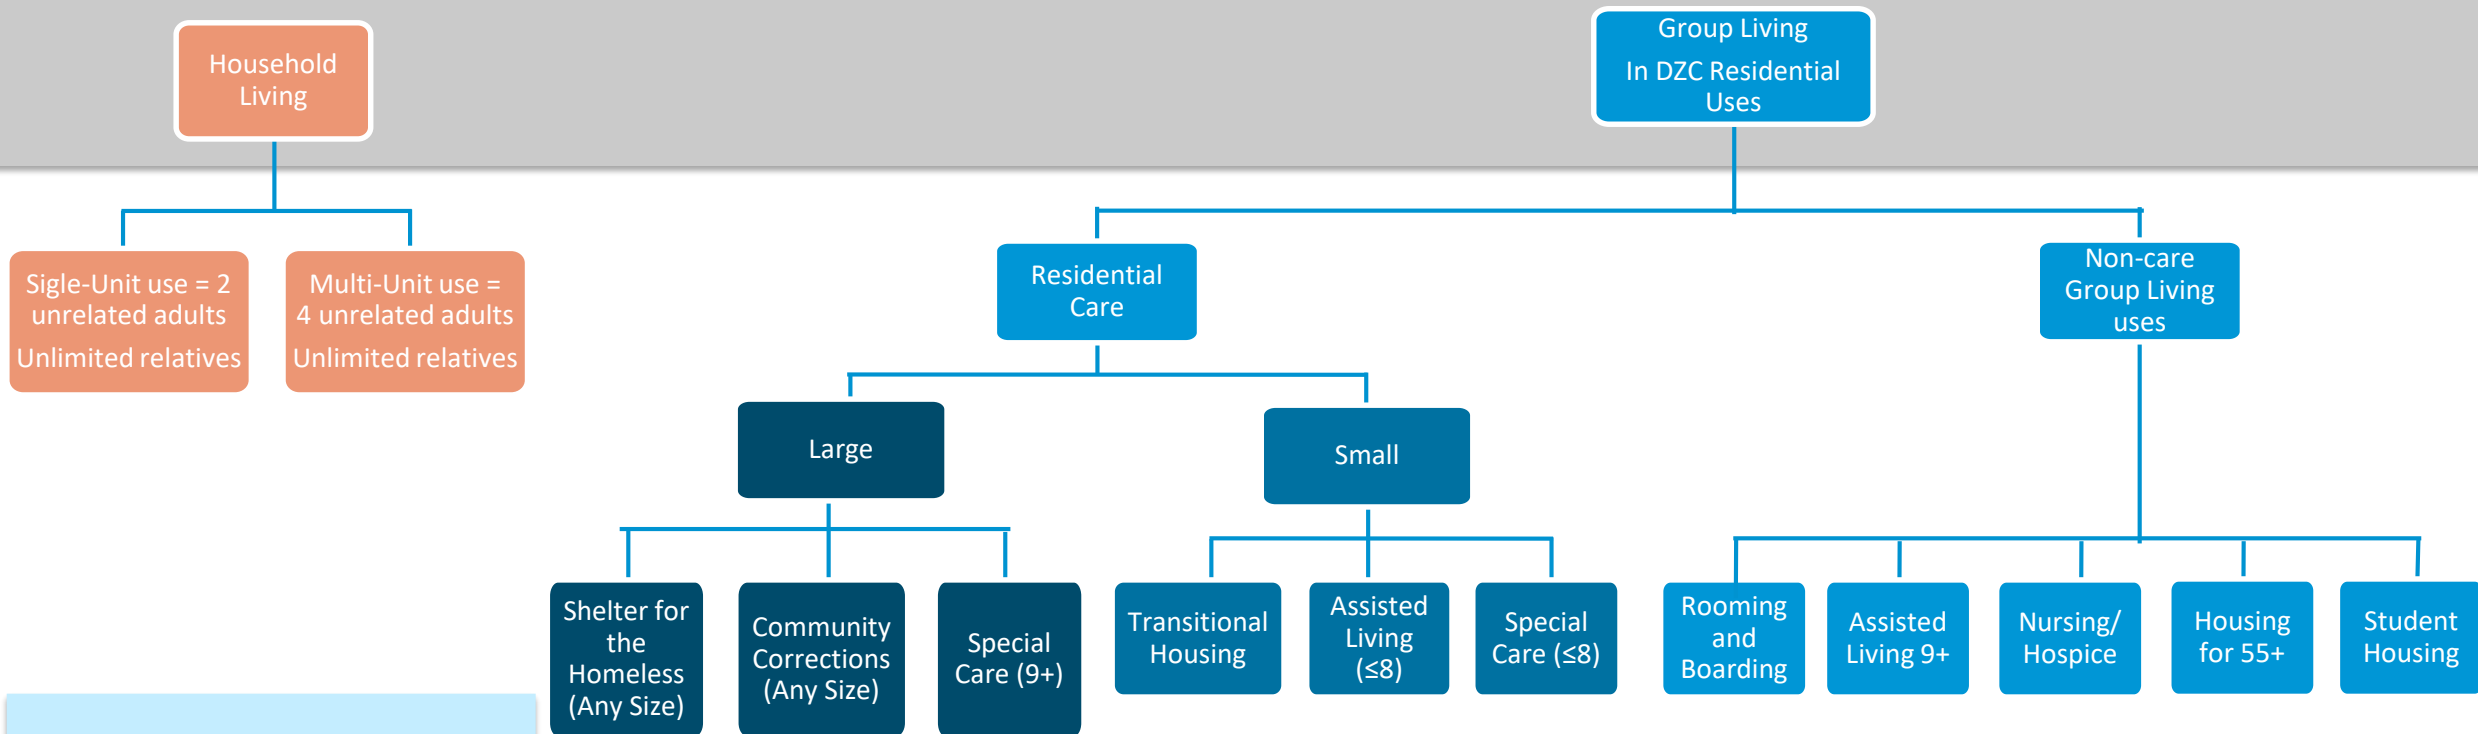 Household
Living
Group Living
In DZC Residential
Uses
Sigle-Unit use = 2
unrelated adults
Unlimited relatives
Multi-Unit use =
4 unrelated adults
Unlimited relatives
Residential
Care
Non-care
Group Living
uses
Large
Small
Shelter for
the
Homeless
(Any Size)
Community
Corrections
(Any Size)
Special
Care (9+)
Transitional
Housing
Assisted
Living
(≤8)
Special
Care (≤8)
Rooming
and
Boarding
Assisted
Living 9+
Nursing/
Hospice
Housing
for 55+
Student
Housing